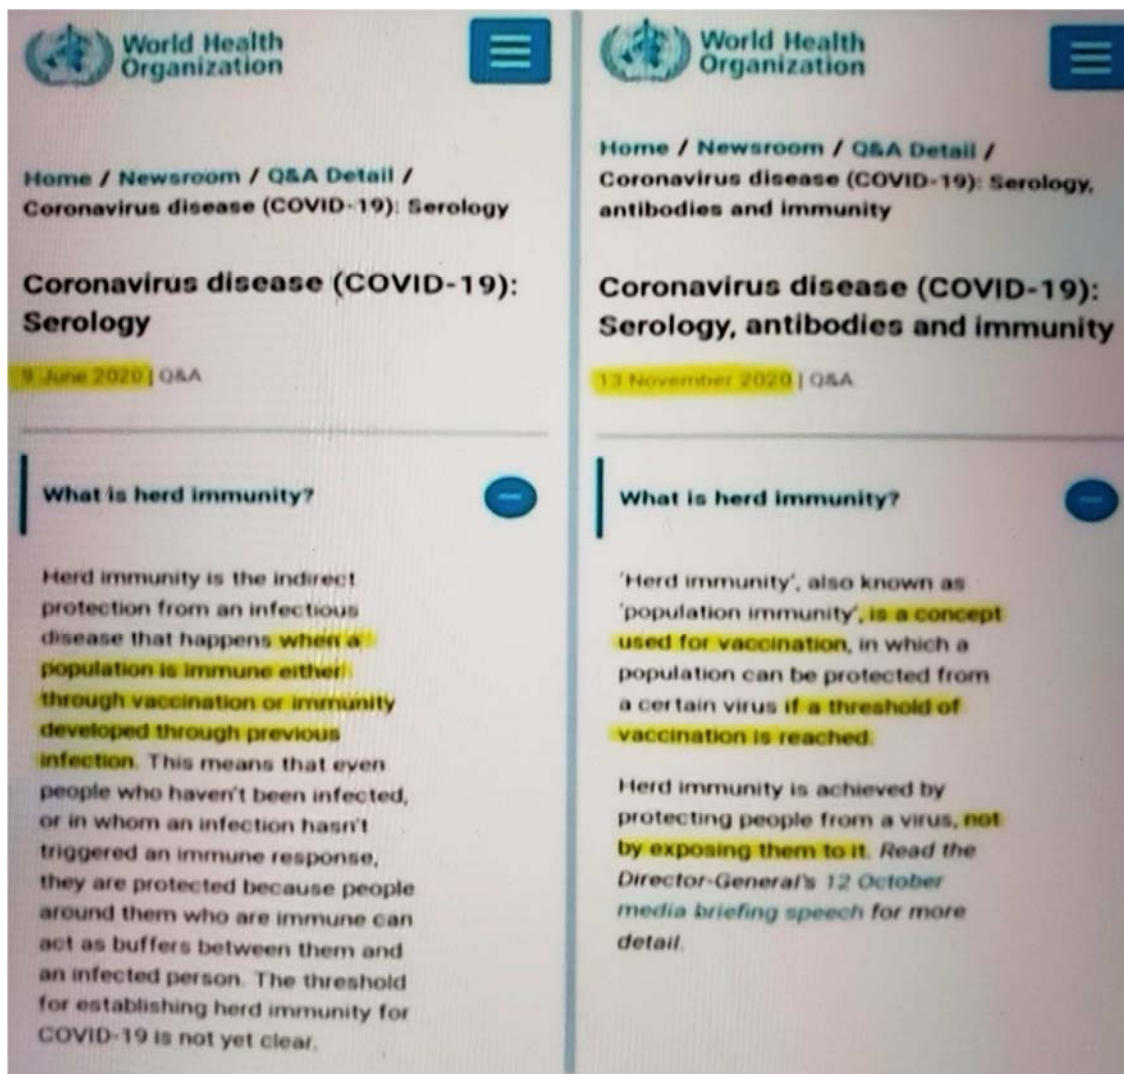 World Health
Organization
Home / Newsroom / Q&A Detail /
Coronavirus disease (COVID-19): Serology
Coronavirus disease (COVID-19):
Serology
9 June 2020 | Q&A
What is herd immunity?
Herd immunity is the indirect
protection from an infectious
disease that happens when a
population is immune either
through vaccination or immunity
developed through previous
infection. This means that even
people who haven't been infected,
or in whom an infection hasn't
triggered an immune response,
they are protected because people
around them who are immune can
act as buffers between them and
an infected person. The threshold
for establishing herd immunity for
COVID-19 is not yet clear.
World Health
Organization
Home / Newsroom / Q&A Detail /
Coronavirus disease (COVID-19): Serology,
antibodies and immunity
Coronavirus disease (COVID-19):
Serology, antibodies and immunity
13 November 2020 | Q&A
What is herd immunity?
'Herd immunity', also known as
'population immunity', is a concept
used for vaccination, in which a
population can be protected from
a certain virus if a threshold of
vaccination is reached.
Herd immunity is achieved by
protecting people from a virus, not
by exposing them to it. Read the
Director-General's 12 October
media briefing speech for more
detail.